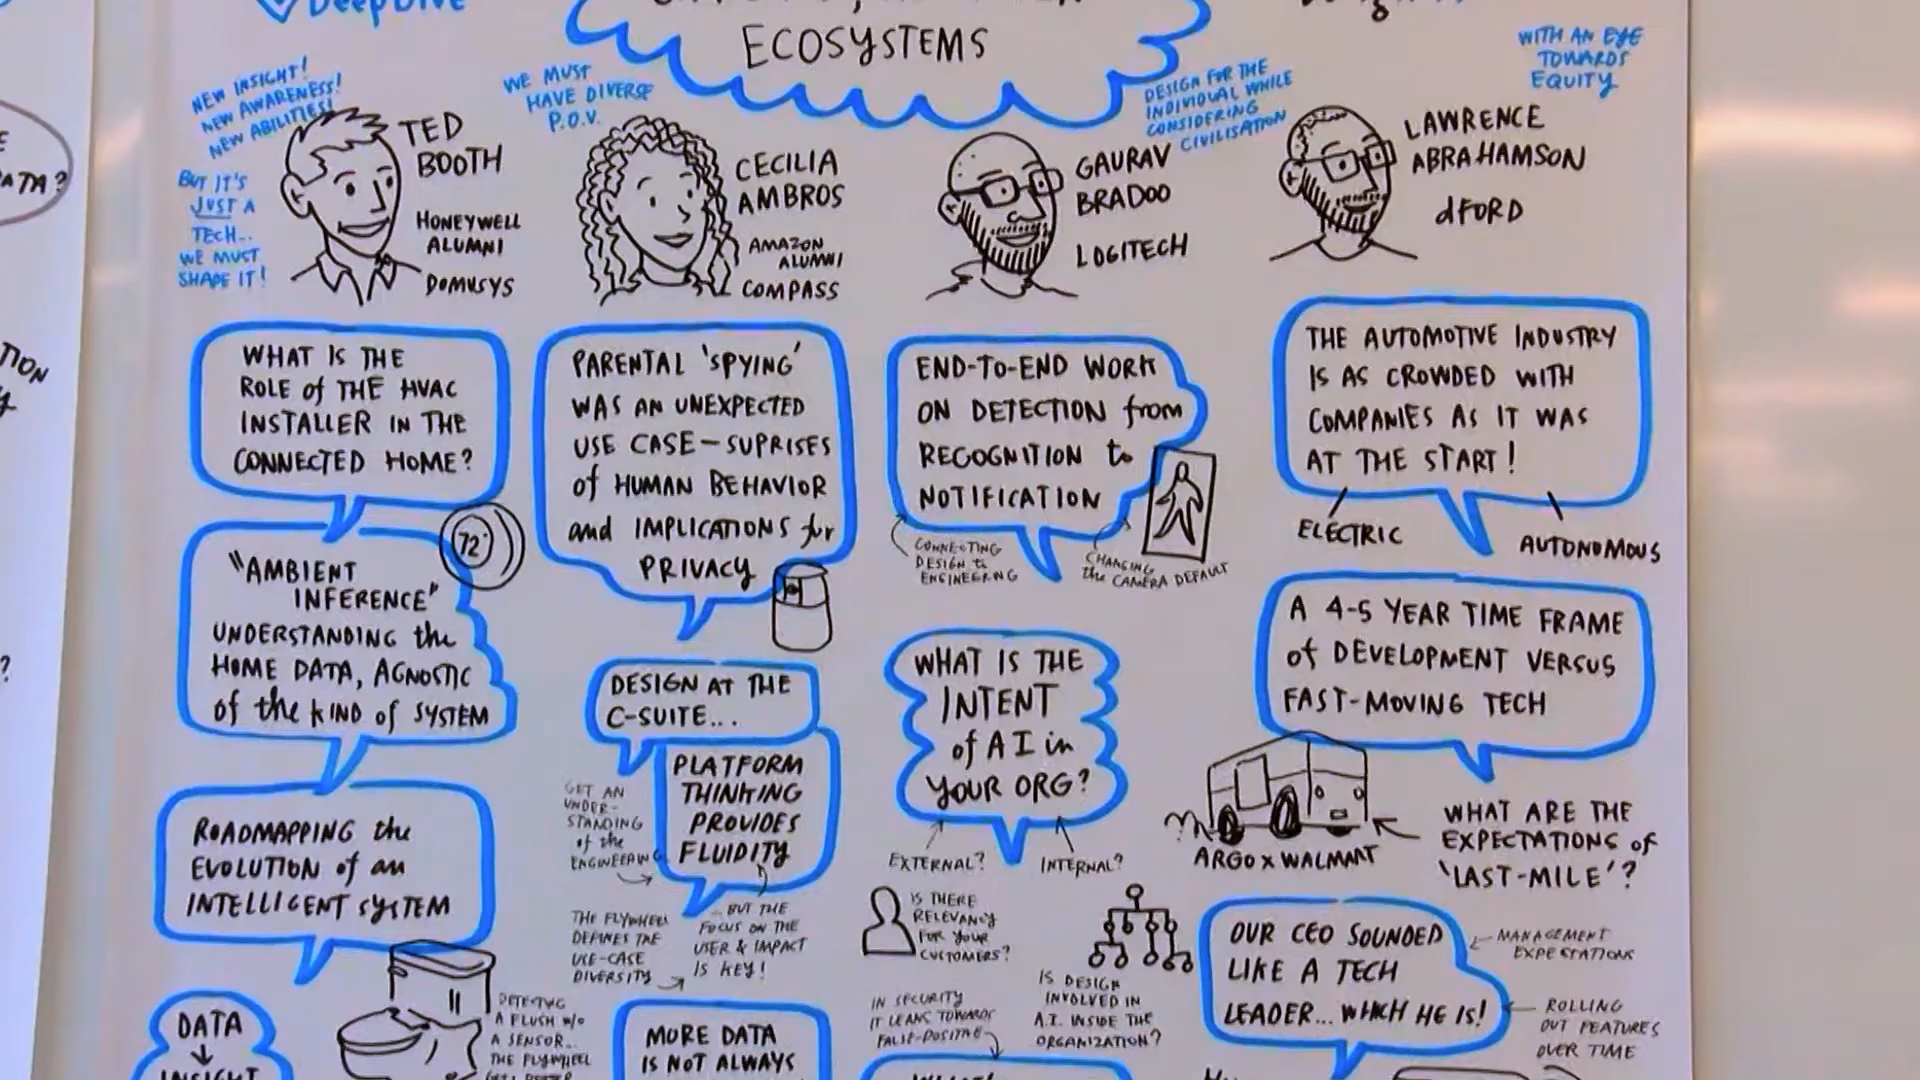 DeepDive
ECOSYSTEMS
WITH AN EYE
TOWARDS
EQUITY
NEW INSIGHT!
NEW AWARENESS!
NEW ABILITIES!
BUT IT'S
JUST A
TECH..
WE MUST
SHAPE IT!
TED
BOOTH
HONEYWELL
ALUMNI
DOMUSYS
WE MUST
HAVE DIVERSE
P.O.V.
CECILIA
AMBROS
AMAZON
ALUMNI
COMPASS
DESIGN FOR THE
INDIVIDUAL WHILE
CONSIDERING
CIVILISATION
GAURAV
BRADOO
LOGITECH
LAWRENCE
ABRAHAMSON
dFORD
WHAT IS THE
ROLE of THE HVAC
INSTALLER IN THE
CONNECTED HOME?
72°
"AMBIENT
INFERENCE"
UNDERSTANDING the
HOME DATA, AGNOSTIC
of the KIND of SYSTEM
ROADMAPPING the
EVOLUTION of an
INTELLIGENT SYSTEM
DETECTING
A FLUSH w/o
A SENSOR...
THE FLYWHEEL
DATA
INSIGHT
PARENTAL 'SPYING'
WAS AN UNEXPECTED
USE CASE – SUPRISES
of HUMAN BEHAVIOR
and IMPLICATIONS for
PRIVACY
DESIGN AT THE
C-SUITE...
PLATFORM
THINKING
PROVIDES
FLUIDITY
GET AN
UNDER-
STANDING
of the
ENGINEERING
THE FLYWHEEL
DEFINES THE
USE-CASE
DIVERSITY
...BUT THE
FOCUS ON THE
USER & IMPACT
IS KEY!
MORE DATA
IS NOT ALWAYS
END-TO-END WORK
ON DETECTION from
RECOGNITION to
NOTIFICATION
CONNECTING
DESIGN to
ENGINEERING
CHANGING
the CAMERA DEFAULT
WHAT IS THE
INTENT
of AI in
YOUR ORG?
EXTERNAL?
INTERNAL?
IS THERE
RELEVANCY
FOR YOUR
CUSTOMERS?
IS DESIGN
INVOLVED IN
A.I. INSIDE THE
ORGANIZATION?
IN SECURITY
IT LEANS TOWARDS
FALSE-POSITIVE
THE AUTOMOTIVE INDUSTRY
IS AS CROWDED WITH
COMPANIES AS IT WAS
AT THE START!
ELECTRIC
AUTONOMOUS
A 4-5 YEAR TIME FRAME
of DEVELOPMENT VERSUS
FAST-MOVING TECH
ARGO x WALMART
WHAT ARE THE
EXPECTATIONS of
'LAST-MILE'?
OUR CEO SOUNDED
LIKE A TECH
LEADER... WHICH HE IS!
MANAGEMENT
EXPECTATIONS
ROLLING
OUT FEATURES
OVER TIME